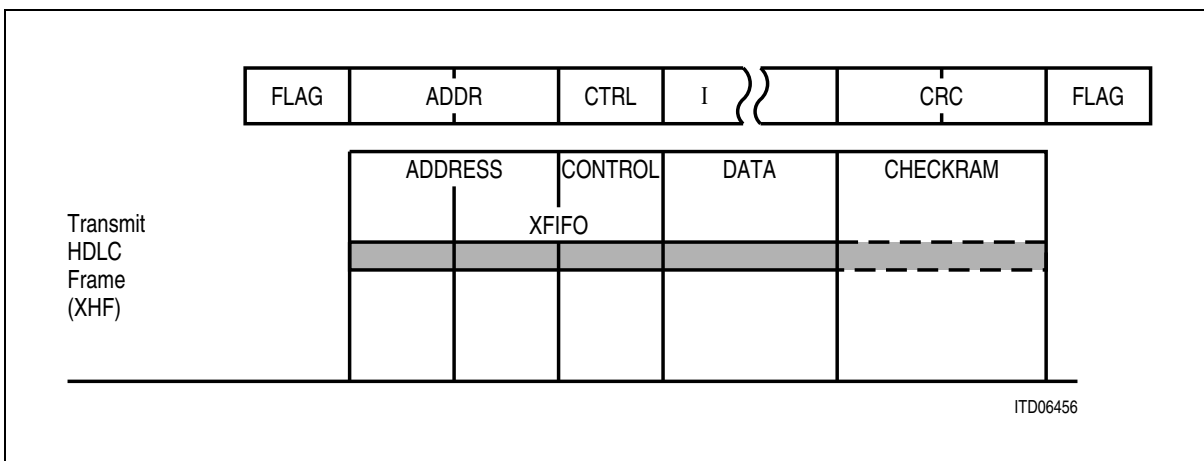 FLAG ADDR CTRL I CRC FLAG
ADDRESS CONTROL DATA CHECKRAM
XFIFO
Transmit
HDLC
Frame
(XHF)
ITD06456